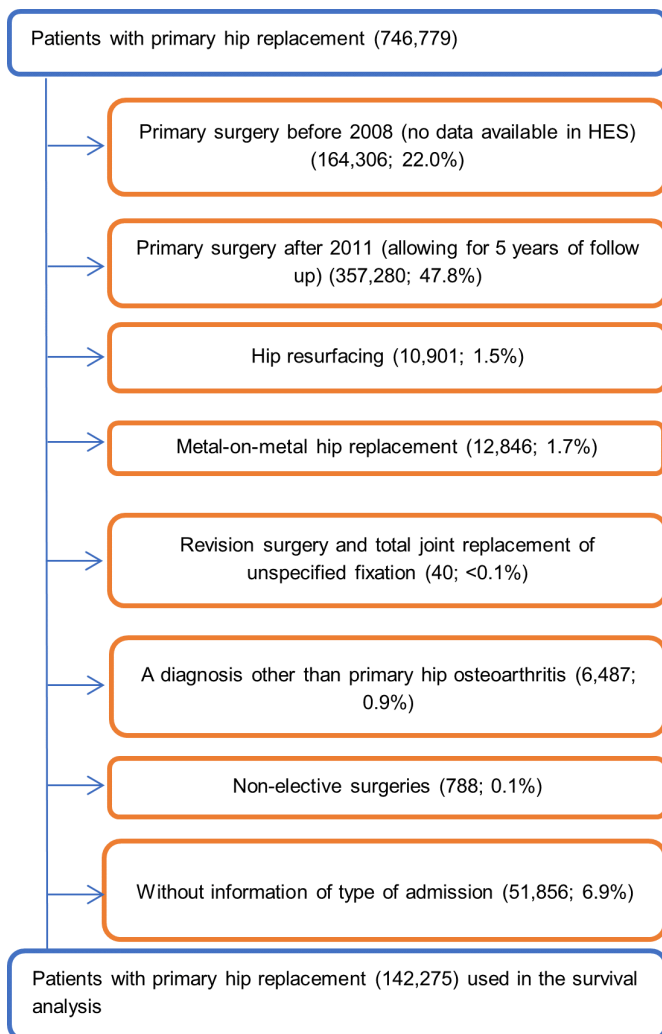 Patients with primary hip replacement (746,779)
Primary surgery before 2008 (no data available in HES)
(164,306; 22.0%)
Primary surgery after 2011 (allowing for 5 years of follow
up) (357,280; 47.8%)
Hip resurfacing (10,901; 1.5%)
Metal-on-metal hip replacement (12,846; 1.7%)
Revision surgery and total joint replacement of
unspecified fixation (40; <0.1%)
A diagnosis other than primary hip osteoarthritis (6,487;
0.9%)
Non-elective surgeries (788; 0.1%)
Without information of type of admission (51,856; 6.9%)
Patients with primary hip replacement (142,275) used in the survival
analysis